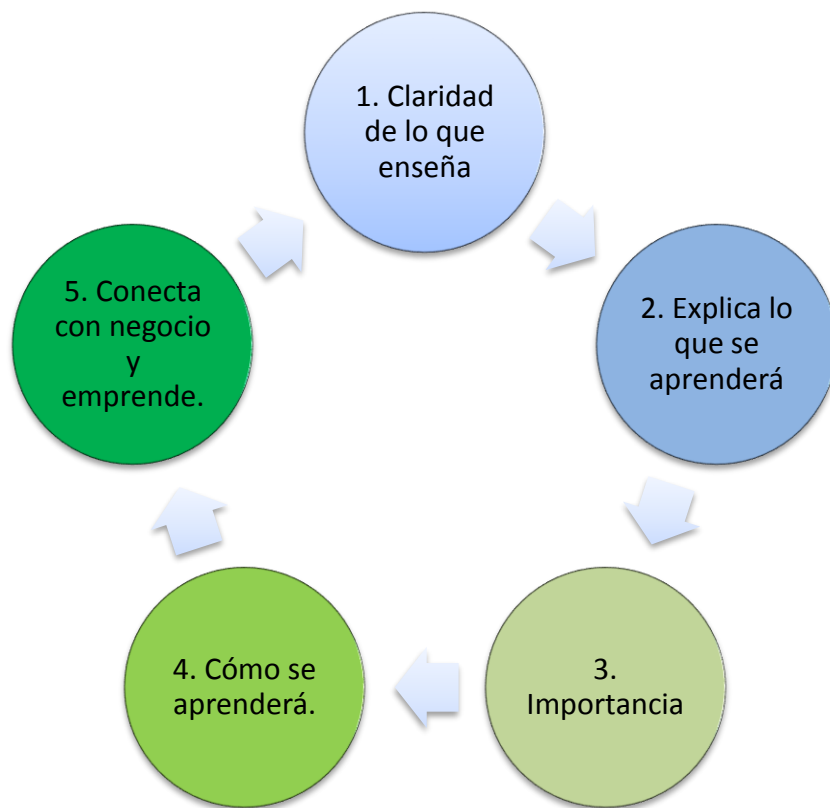 1. Claridad
de lo que
enseña
2. Explica lo
que se
aprenderá
3.
Importancia
4. Cómo se
aprenderá.
5. Conecta
con negocio
y
emprende.